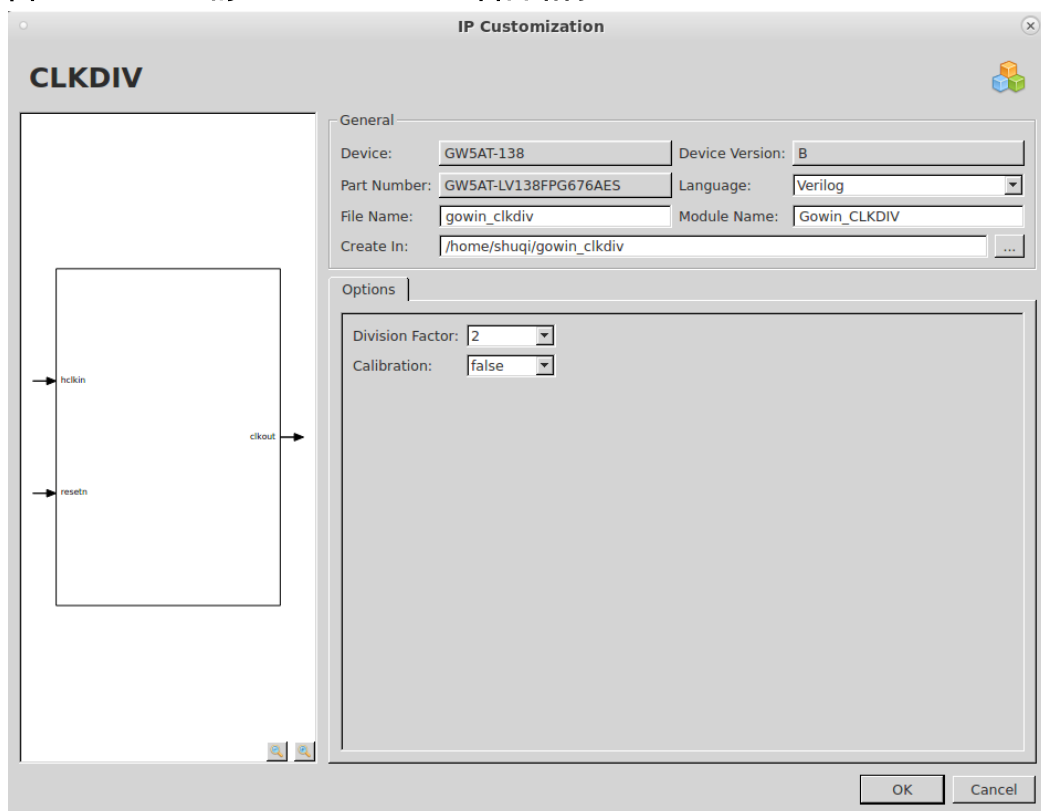 IP Customization
CLKDIV
General
Device: GW5AT-138 Device Version: B
Part Number: GW5AT-LV138FPG676AES Language: Verilog
File Name: gowin_clkdiv Module Name: Gowin_CLKDIV
Create In: /home/shuqi/gowin_clkdiv ...
Options
Division Factor: 2
Calibration: false
hclkin
clkout
resetn
OK Cancel